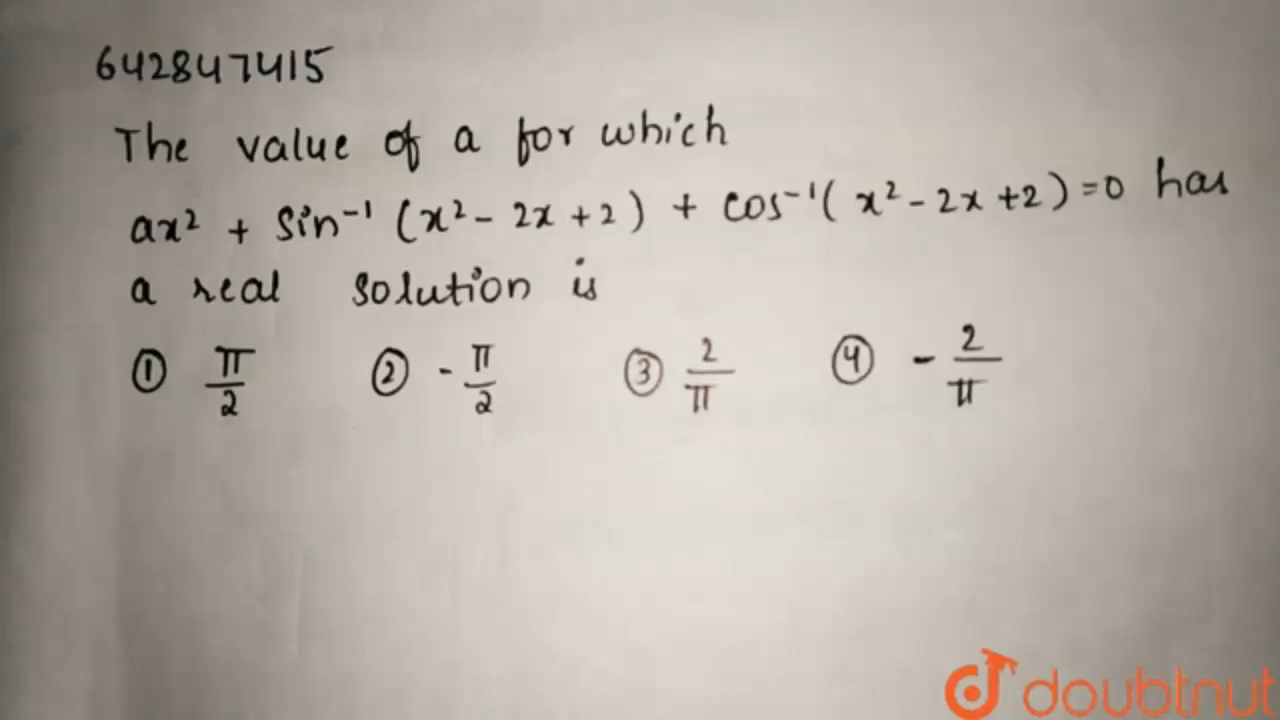 642847415
The value of a for which
ax² + Sin⁻¹ (x² - 2x + 2) + cos⁻¹( x² - 2x + 2) = 0 has
a real solution is
① π/2 ② - π/2 ③ 2/π ④ - 2/π
doubtnut